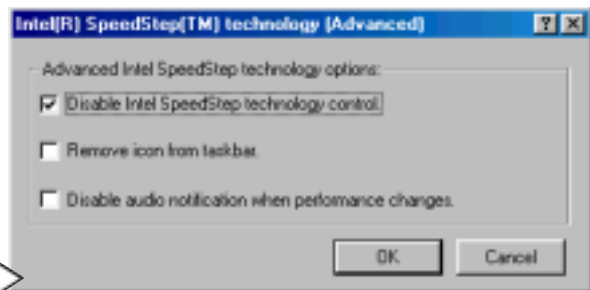 Intel(R) SpeedStep(TM) technology (Advanced)
Advanced Intel SpeedStep technology options:
Disable Intel SpeedStep technology control.
Remove icon from taskbar.
Disable audio notification when performance changes.
OK
Cancel